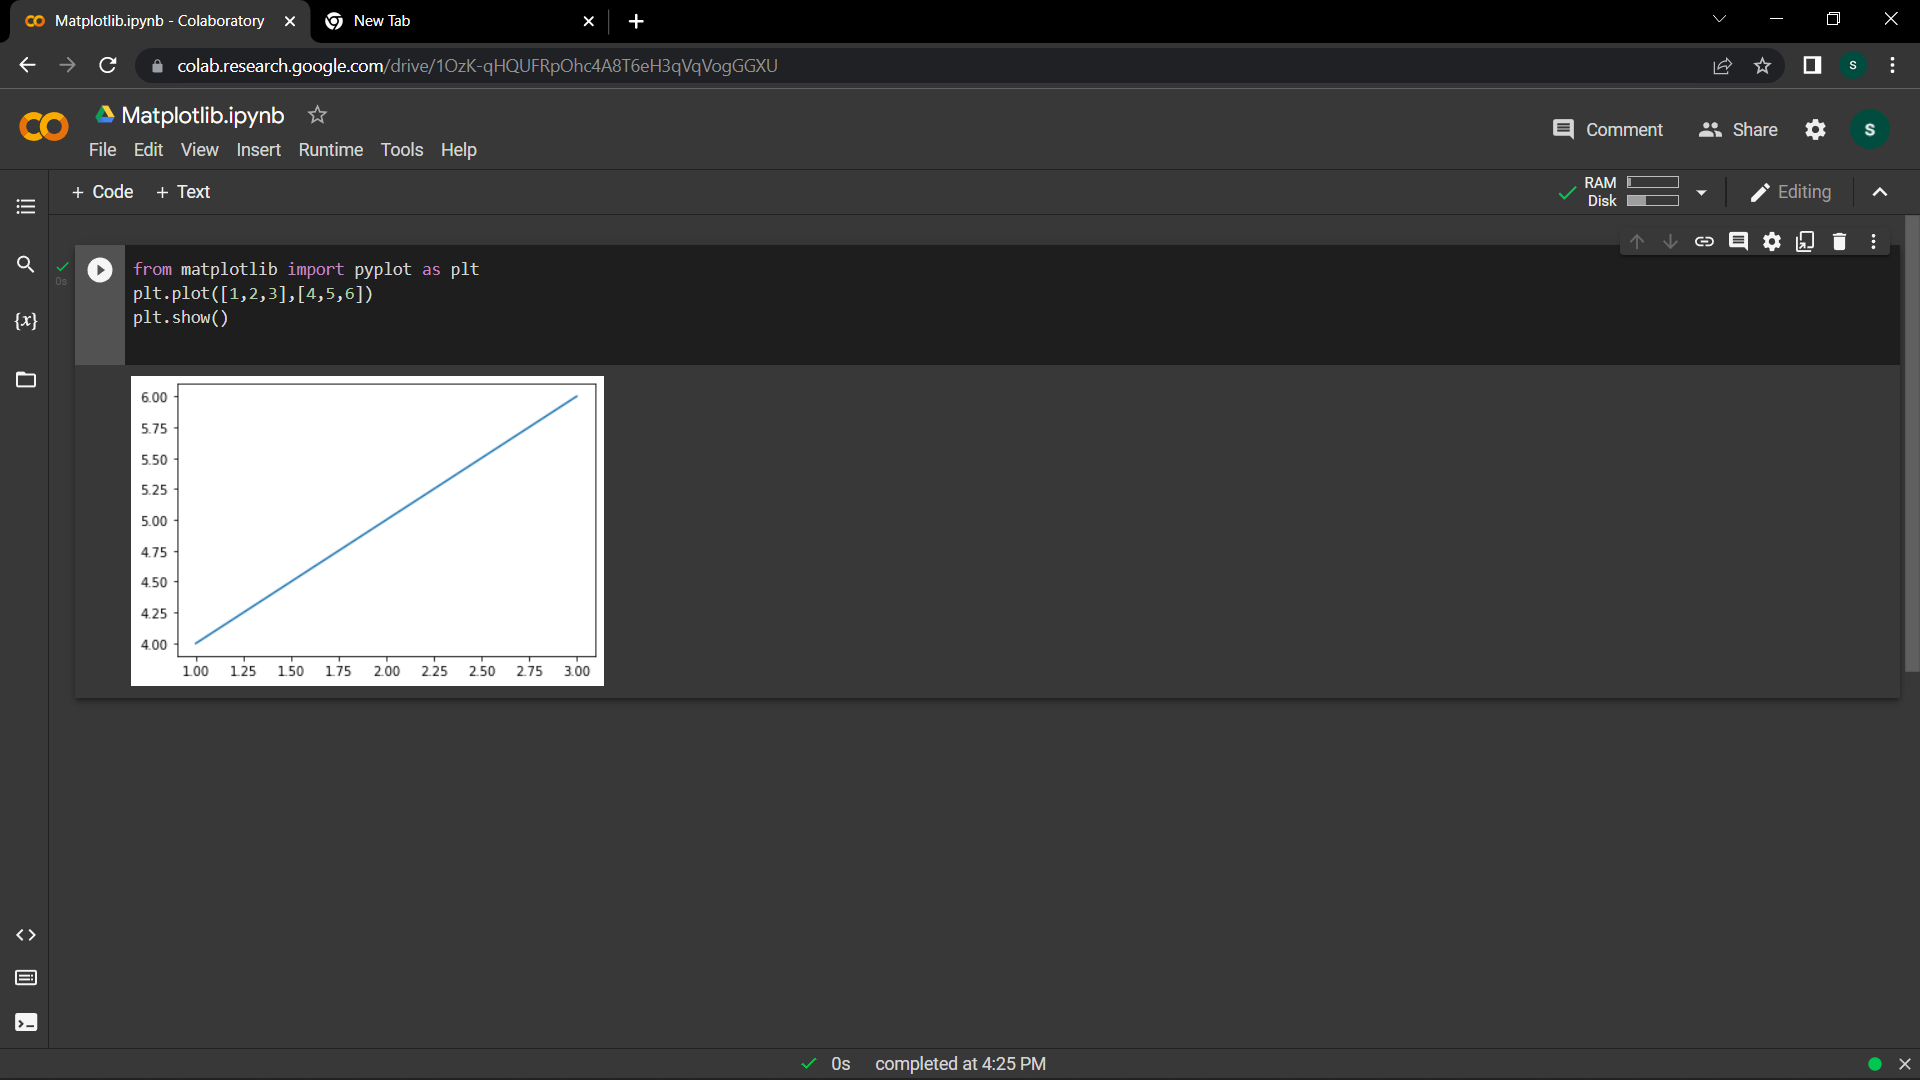 Matplotlib.ipynb - Colaboratory
New Tab
colab.research.google.com/drive/1OzK-qHQUFRpOhc4A8T6eH3qVqVogGGXU
S
Matplotlib.ipynb
Comment
Share
S
File Edit View Insert Runtime Tools Help
+ Code + Text
RAM
Disk
Editing
{x}
0s
from matplotlib import pyplot as plt
plt.plot([1,2,3],[4,5,6])
plt.show()
6.00
5.75
5.50
5.25
5.00
4.75
4.50
4.25
4.00
1.00 1.25 1.50 1.75 2.00 2.25 2.50 2.75 3.00
0s completed at 4:25 PM